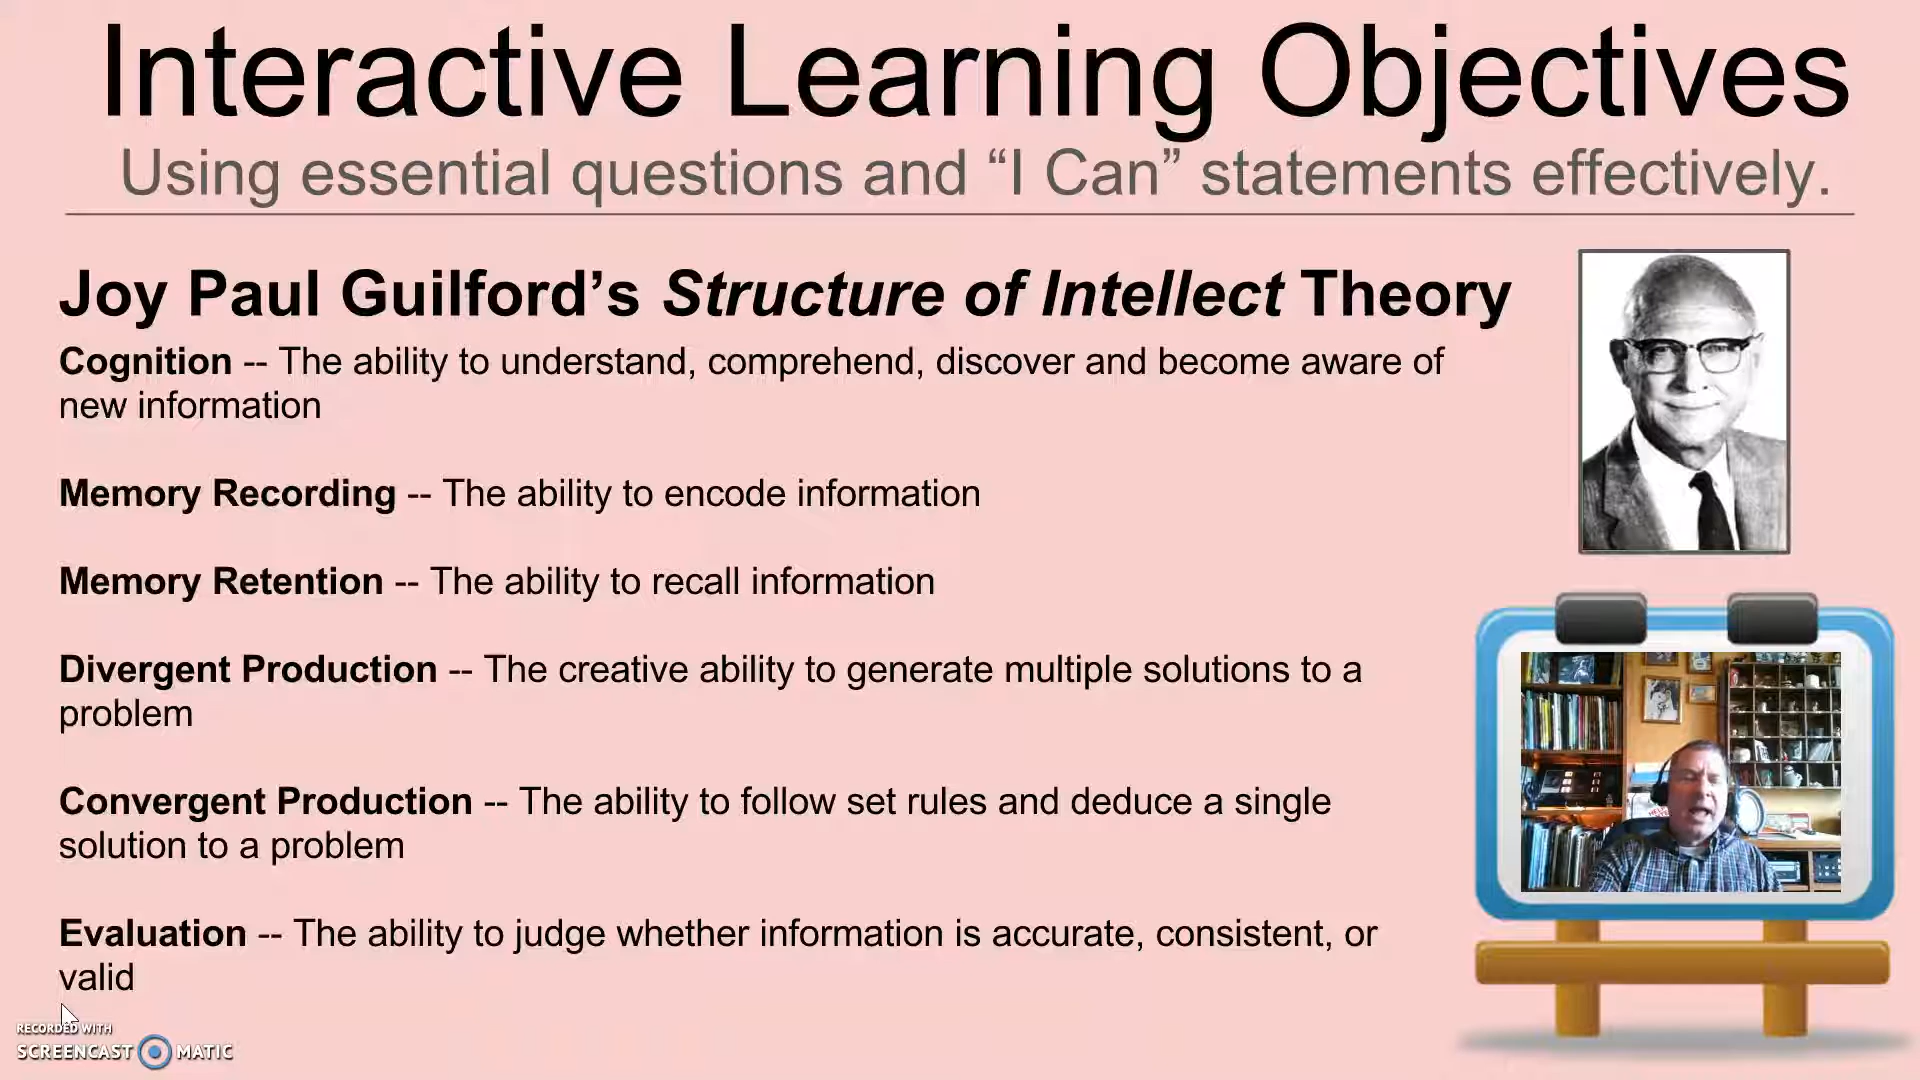 Interactive Learning Objectives
Using essential questions and “I Can” statements effectively.
Joy Paul Guilford’s Structure of Intellect Theory
Cognition -- The ability to understand, comprehend, discover and become aware of
new information
Memory Recording -- The ability to encode information
Memory Retention -- The ability to recall information
Divergent Production -- The creative ability to generate multiple solutions to a
problem
Convergent Production -- The ability to follow set rules and deduce a single
solution to a problem
Evaluation -- The ability to judge whether information is accurate, consistent, or
valid
RECORDED WITH
SCREENCAST MATIC